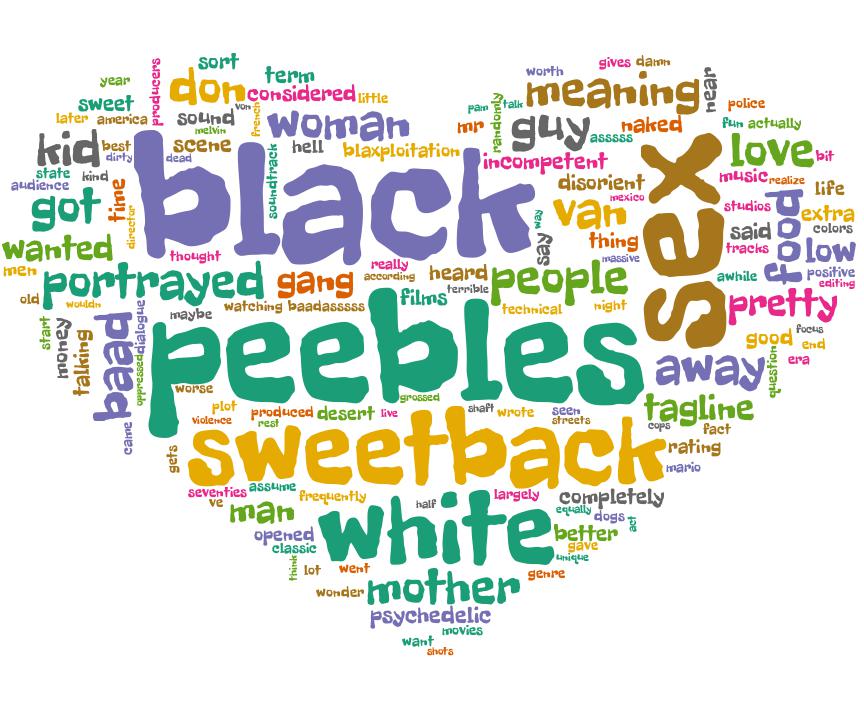 sort
year
producers
don
term
considered
little
sweet
later
america
sound
von
french
melvin
woman
worth
gives
damn
near
meaning
pam
talk
randomly
mr
guy
asssss
naked
police
fun
actually
kid
best
dirty
scene
dead
hell
blaxploitation
incompetent
love
bit
state
kind
audience
black
soundtrack
disorient
mexico
sex
music
realize
life
got
time
director
van
way
say
thing
massive
studios
food
extra
colors
said
tracks
low
wanted
men
thought
really
according
heard
terrible
people
awhile
positive
editing
portrayed
gang
films
technical
night
pretty
old
wouldn
maybe
watching
baadasssss
start
money
talking
baad
dialogue
oppressed
peebles
good
focus
end
era
question
away
worse
grossed
plot
violence
produced
rest
desert
live
shaft
wrote
seen
streets
tagline
cops
fact
came
gets
sweetback
rating
mario
seventies
ve
assume
frequently
half
largely
completely
equally
dogs
act
man
white
opened
classic
better
gave
unique
think
lot
went
genre
wonder
mother
psychedelic
want
movies
shots